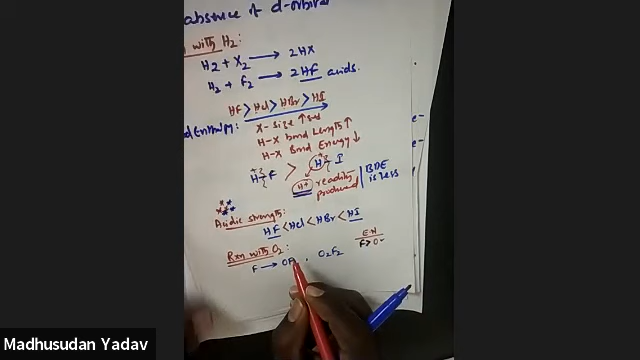 absence of d-orbital
with H2:
H2 + X2 → 2HX
H2 + F2 → 2HF acids.
HF > HCl > HBr > HI
Enthalpy: X-Size ↑sed
H-X bond Length ↑
H-X Bond Energy ↓
H-F > H-I
H+ readily produced | BDE is less
Acidic strength:
HF < HCl < HBr < HI
Rxn with O2:
E.N
F > O
F → OF2, O2F2
Madhusudan Yadav